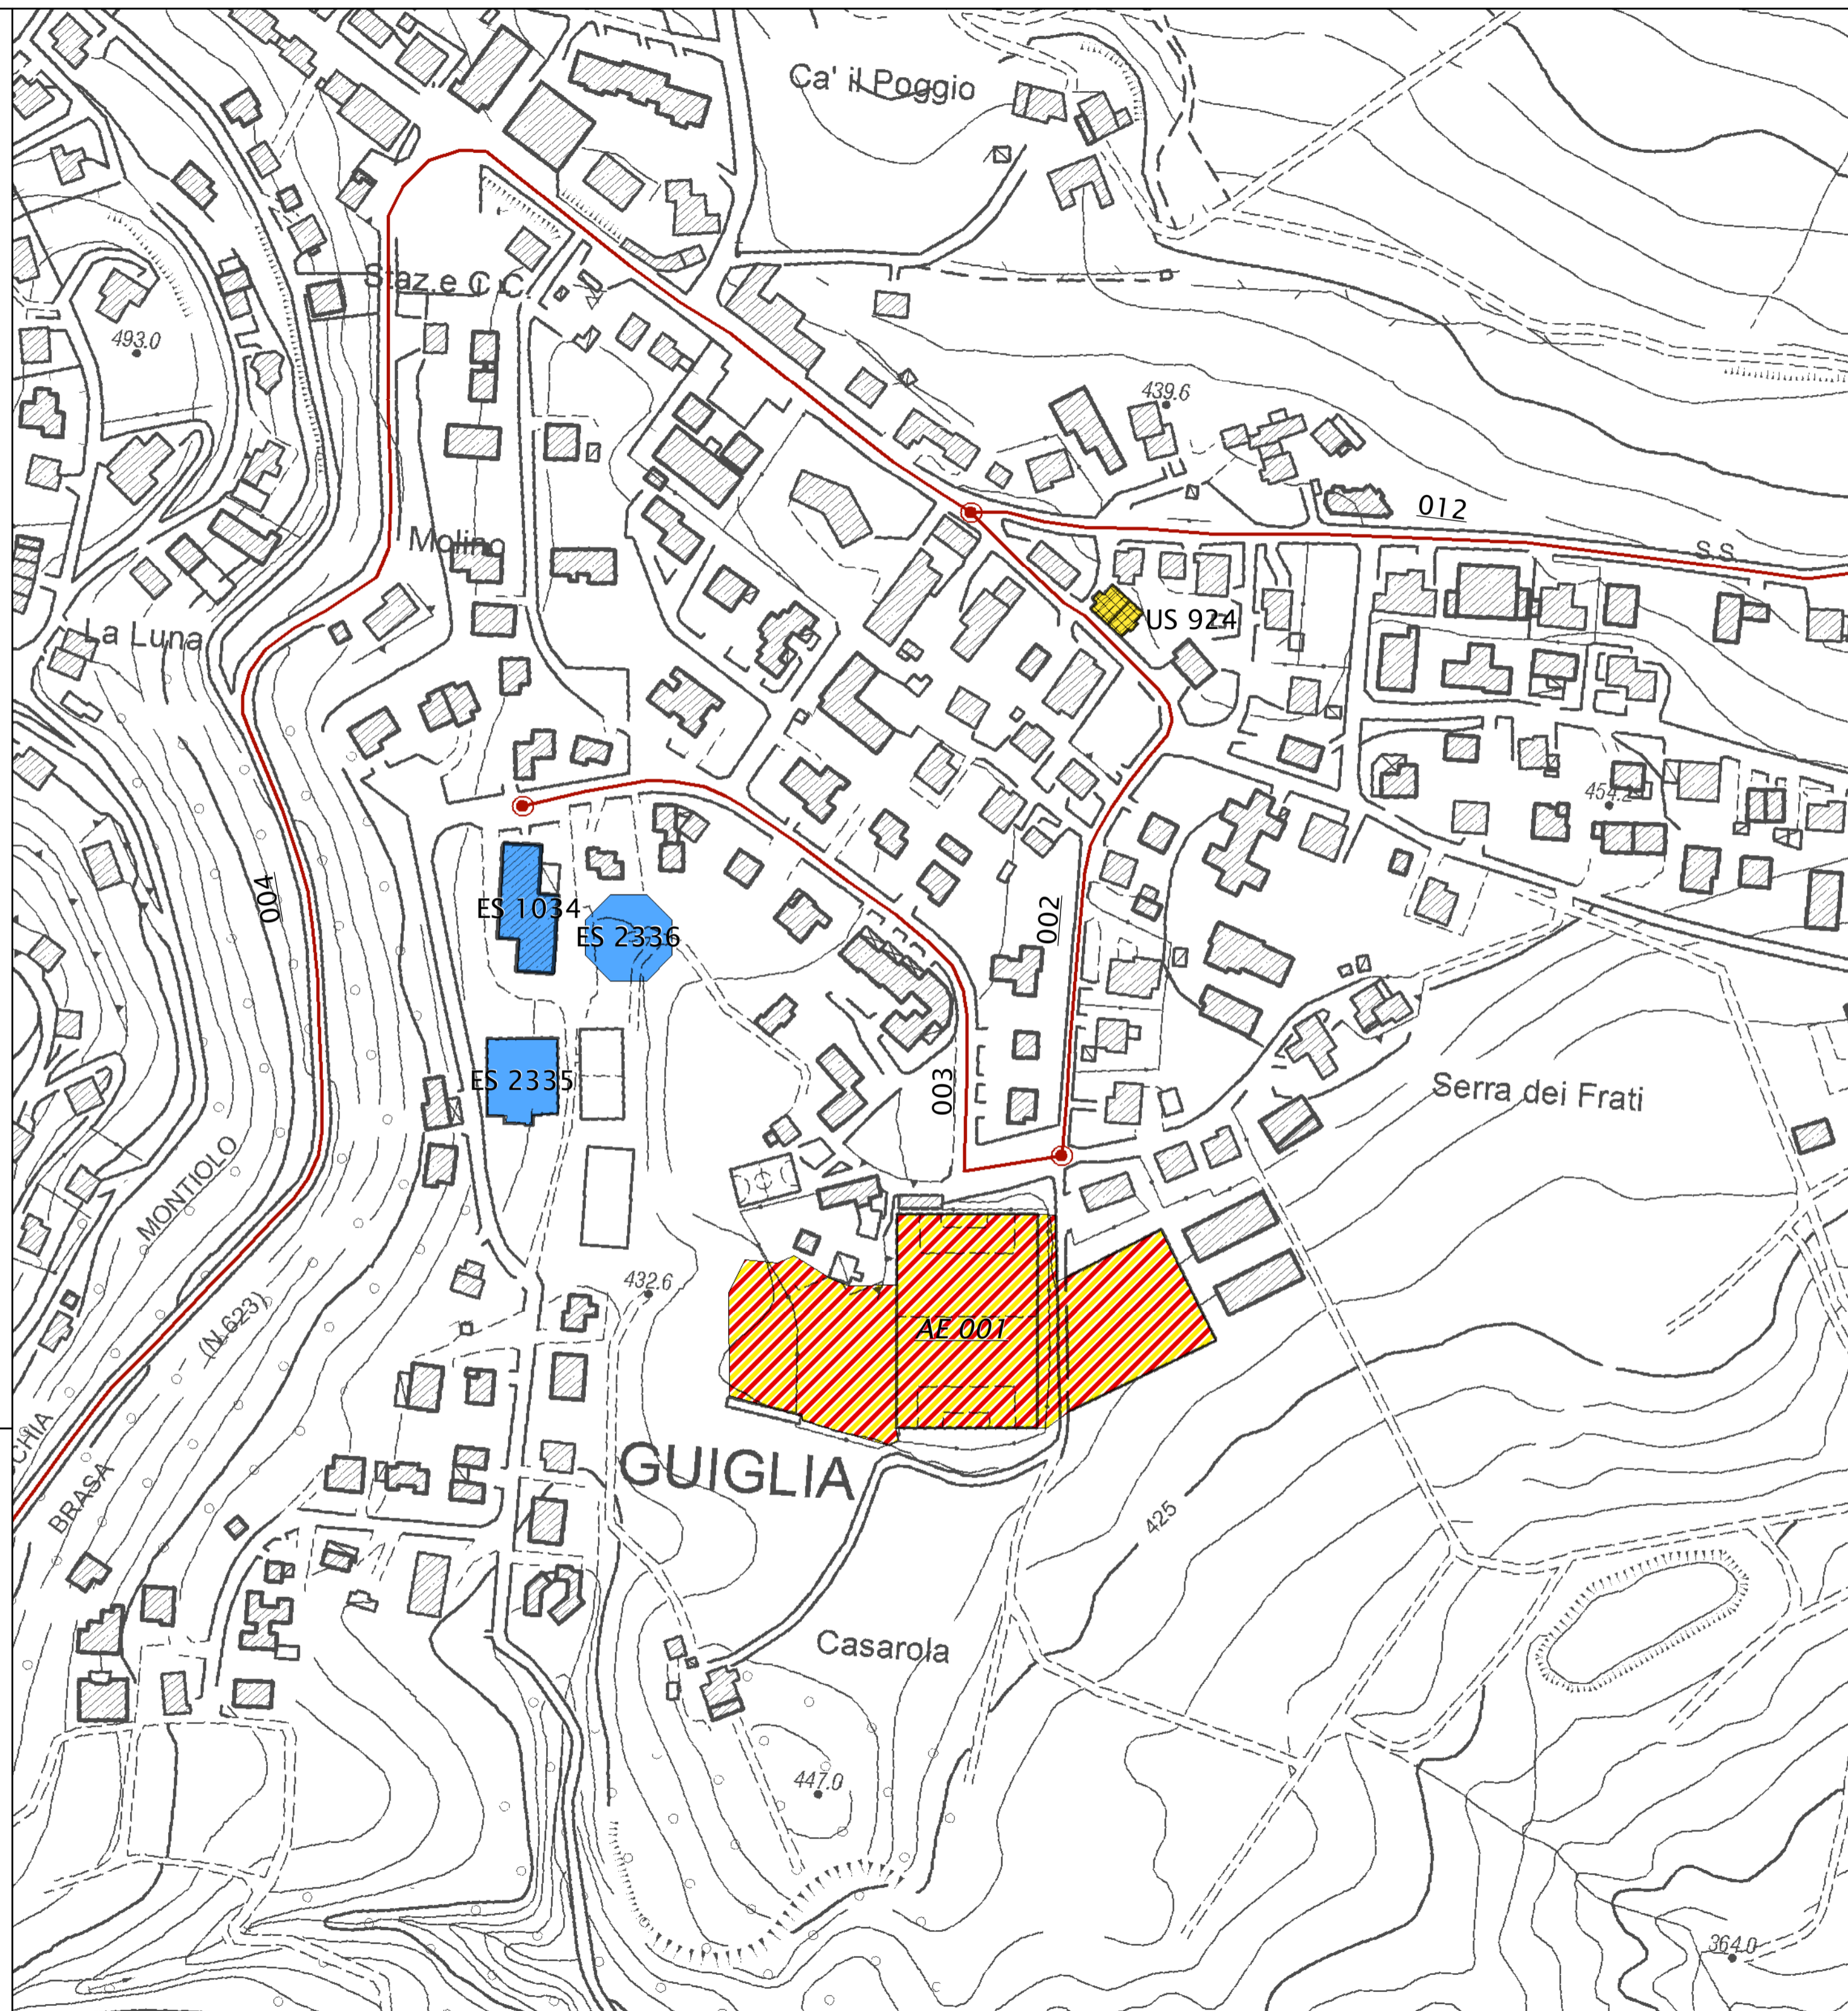 Ca' il Poggio
Staz.e C C
493.0
439.6
012
S.S.
Molino
US 924
La Luna
454.2
004
ES 1034
002
ES 2336
ES 2335
003
Serra dei Frati
MONTIOLO
432.6
(N.623)
AE 001
CHIA
GUIGLIA
BRASA
425
Casarola
447.0
364.0